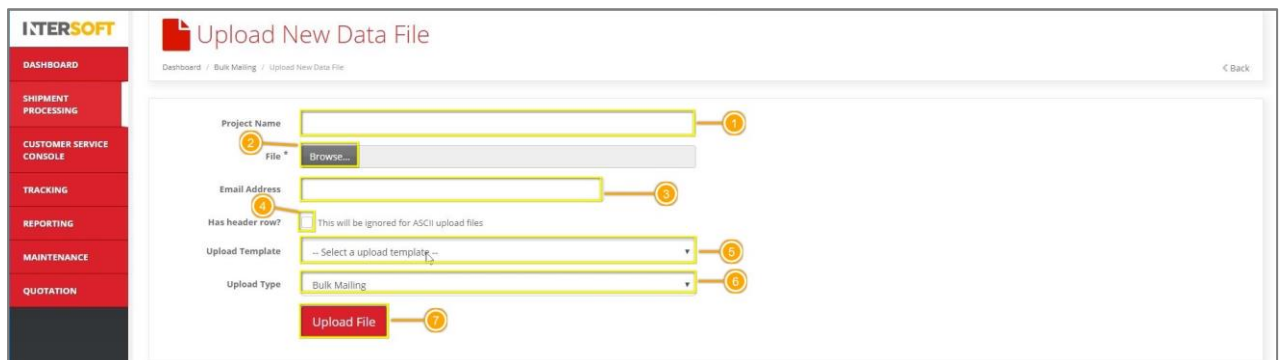 INTERSOFT
Upload New Data File
DASHBOARD
Dashboard / Bulk Mailing / Upload New Data File
< Back
SHIPMENT
PROCESSING
Project Name
1
CUSTOMER SERVICE
CONSOLE
2
File *
Browse...
TRACKING
Email Address
3
4
REPORTING
Has header row?
This will be ignored for ASCII upload files
MAINTENANCE
Upload Template
-- Select a upload template --
5
QUOTATION
Upload Type
Bulk Mailing
6
Upload File
7